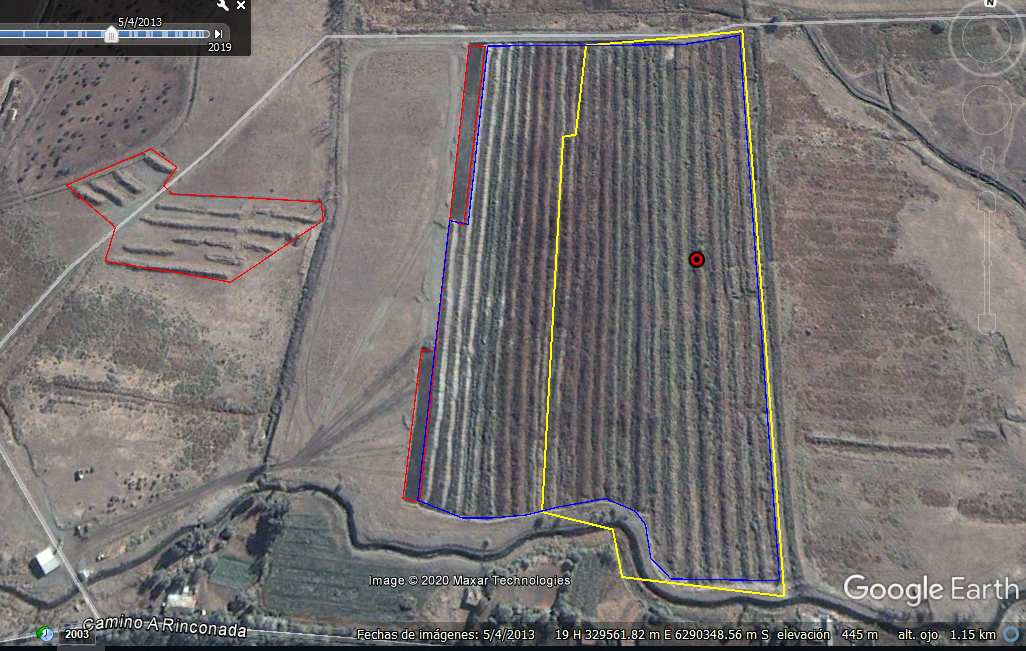 N
5/4/2013
2019
Image © 2020 Maxar Technologies
Google Earth
Camino A Rinconada
2003
Fechas de imágenes: 5/4/2013 19 H 329561.82 m E 6290348.56 m S elevación 445 m alt. ojo 1.15 km